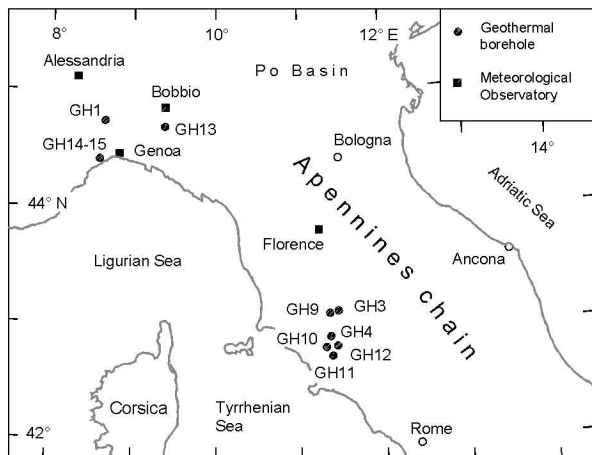 8°
10°
12° E
Geothermal
borehole
Meteorological
Observatory
14°
Alessandria
Bobbio
Po Basin
GH1
GH13
GH14-15
Genoa
Bologna
44° N
Apennines chain
Adriatic Sea
Florence
Ligurian Sea
Ancona
GH9
GH3
GH4
GH10
GH12
GH11
Corsica
Tyrrhenian
Sea
Rome
42°